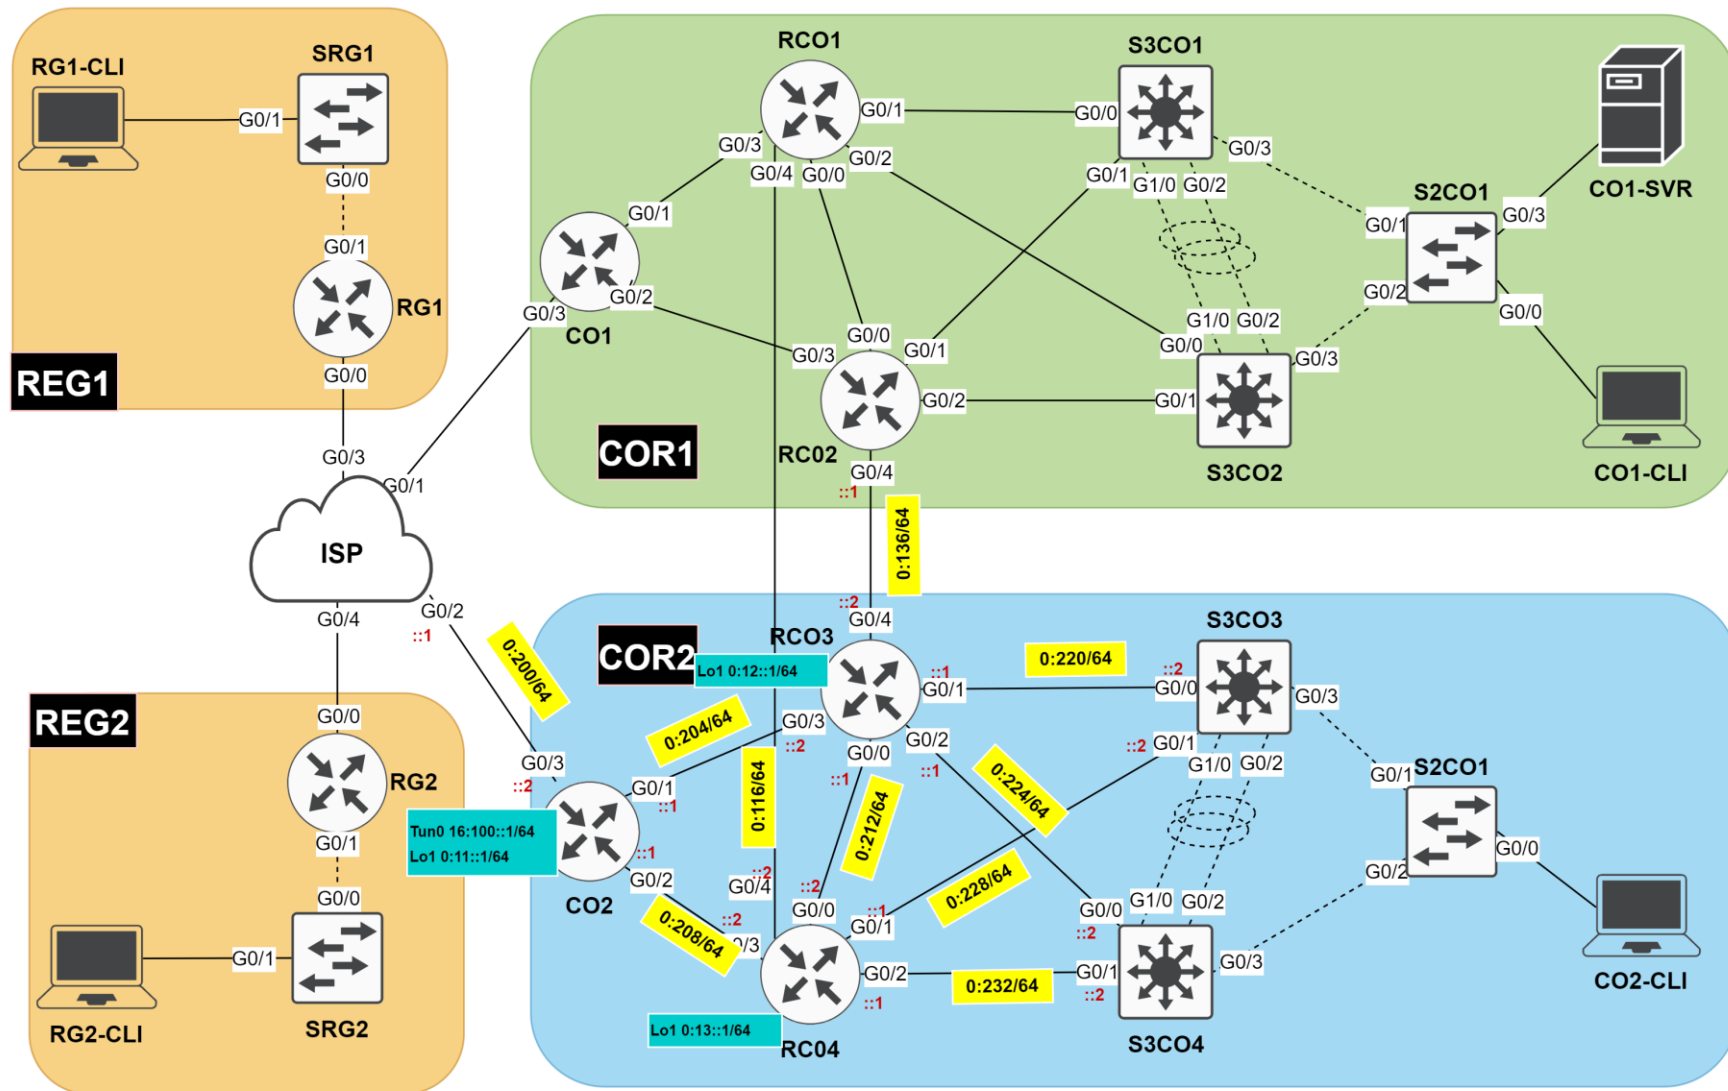 RG1-CLI
SRG1
G0/1
G0/0
G0/1
RG1
G0/0
REG1
RCO1
G0/1
G0/3
G0/4
G0/0
G0/2
S3CO1
G0/0
G0/1
G0/3
G1/0
G0/2
S2CO1
G0/1
G0/3
G0/2
G0/0
CO1-SVR
G0/1
G0/2
G0/3
CO1
G0/0
G0/3
G0/1
G0/2
RC02
G0/4
::1
G1/0
G0/2
G0/0
G0/3
G0/1
S3CO2
CO1-CLI
COR1
0:136/64
G0/3
G0/1
ISP
G0/2
::1
G0/4
0:200/64
COR2
::2
G0/4
RCO3
Lo1 0:12::1/64
::1
G0/1
0:220/64
::2
G0/0
S3CO3
G0/3
REG2
G0/0
RG2
G0/1
G0/0
G0/1
SRG2
RG2-CLI
G0/3
::2
0:204/64
G0/3
::2
G0/1
::1
G0/0
::1
G0/2
::1
0:116/64
0:212/64
0:224/64
::2
G0/1
G1/0
G0/2
G0/1
S2CO1
G0/0
G0/2
Tun0 16:100::1/64
Lo1 0:11::1/64
::1
G0/2
CO2
::2
G0/4
::2
0:208/64
::2
0/3
G0/0
::1
G0/1
0:228/64
G0/0
::2
G1/0
G0/2
G0/2
::1
0:232/64
G0/1
::2
G0/3
Lo1 0:13::1/64
RC04
S3CO4
CO2-CLI